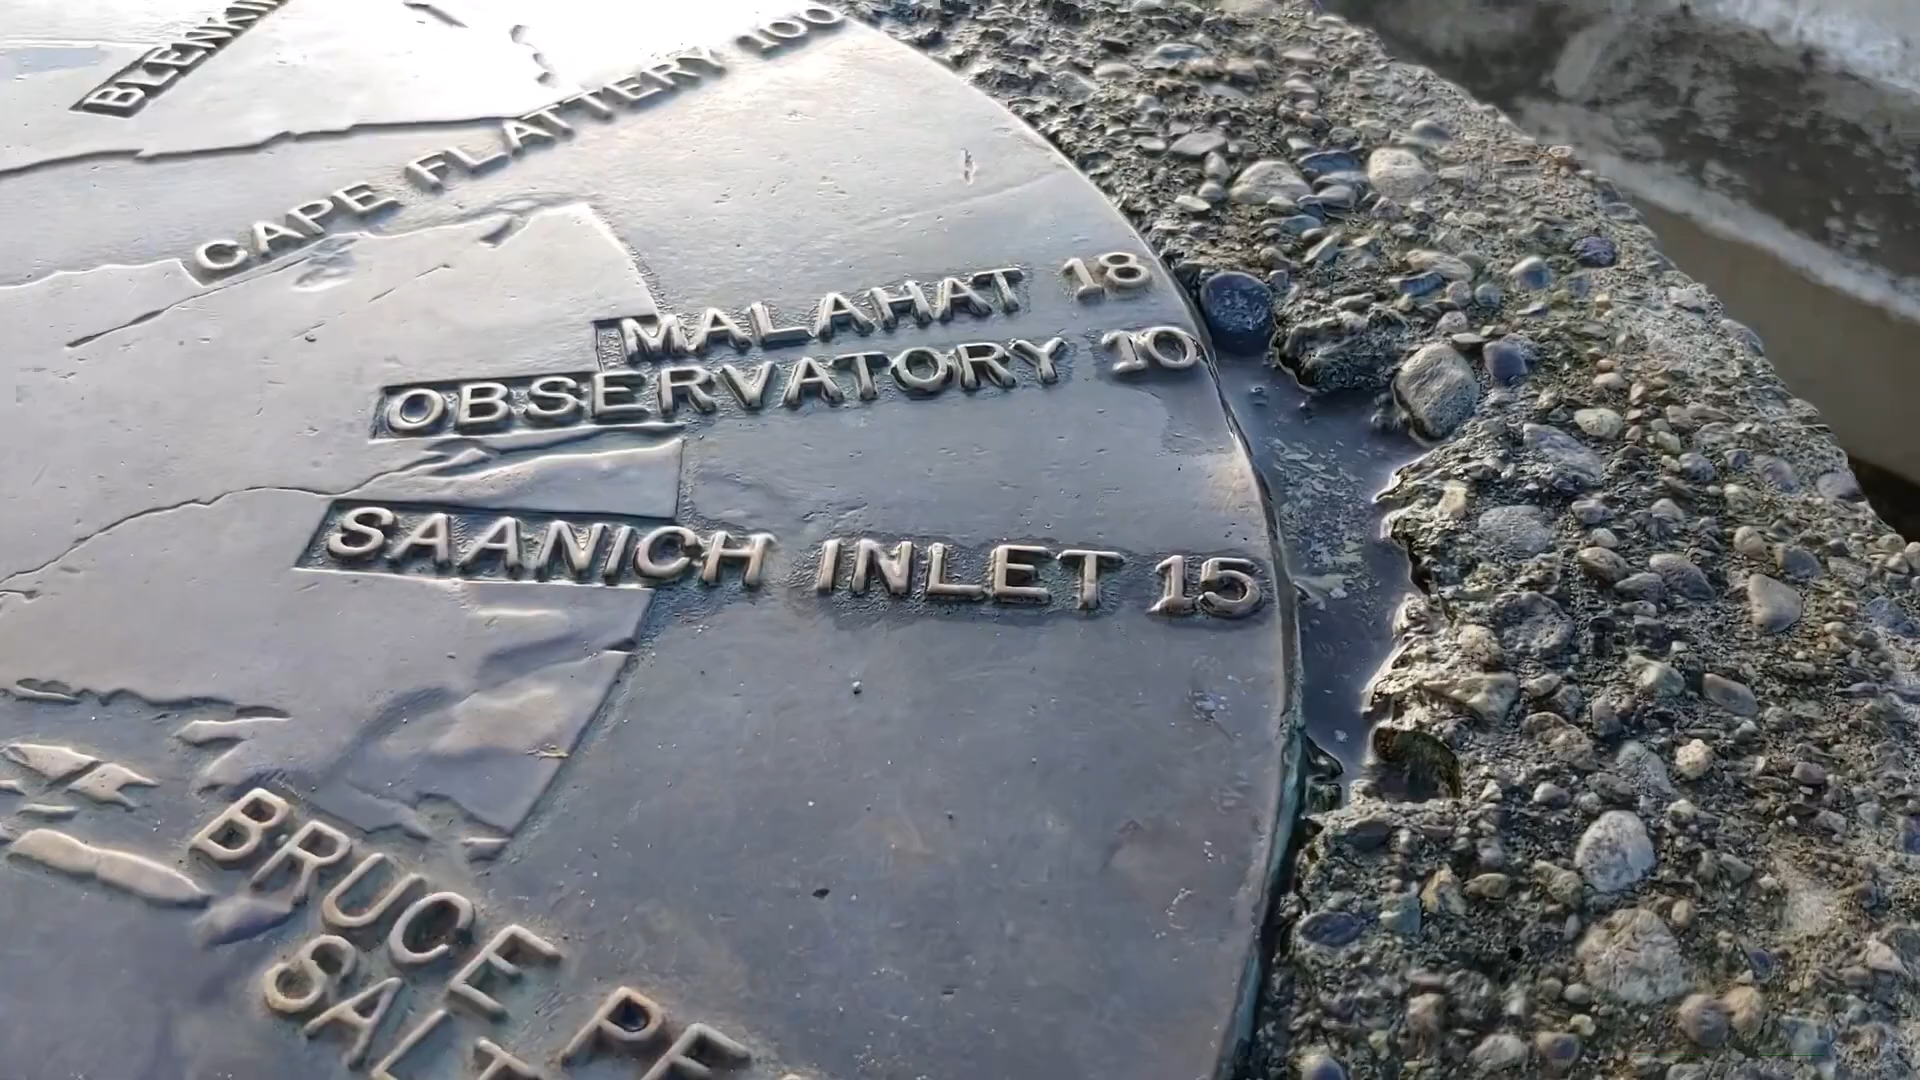 CAPE FLATTERY 100
MALAHAT 18
OBSERVATORY 10
SAANICH INLET 15
BRUCE